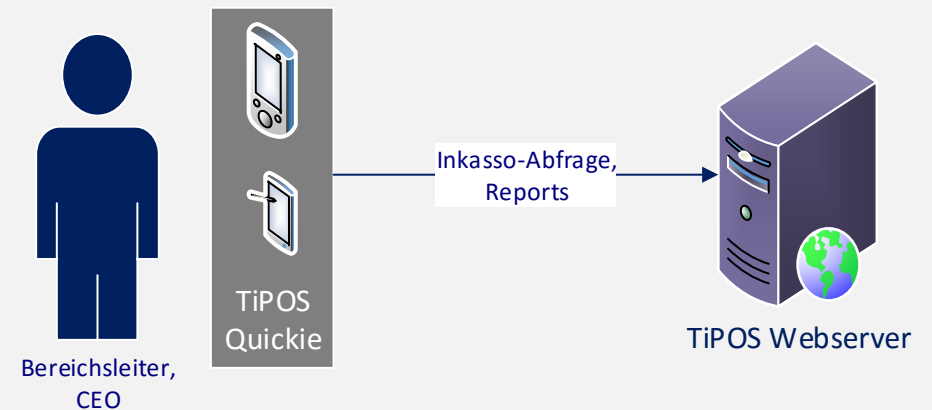 Inkasso-Abfrage,
Reports
TiPOS
Quickie
TiPOS Webserver
Bereichsleiter,
CEO